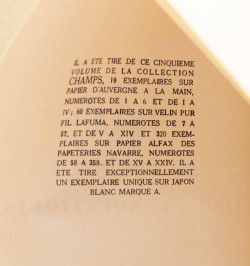 IL A ETE TIRE DE CE CINQUIEME
VOLUME DE LA COLLECTION
CHAMPS, 10 EXEMPLAIRES SUR
PAPIER D'AUVERGNE A LA MAIN,
NUMEROTES DE 1 A 6 ET DE I A
IV; 60 EXEMPLAIRES SUR VELIN PUR
FIL LAFUMA, NUMEROTES DE 7 A
57, ET DE V A XIV ET 320 EXEM-
PLAIRES SUR PAPIER ALFAX DES
PAPETERIES NAVARRE, NUMEROTES
DE 58 A 358. ET DE XV A XXIV. IL A
ETE TIRE EXCEPTIONNELLEMENT
UN EXEMPLAIRE UNIQUE SUR JAPON
BLANC MARQUE A.